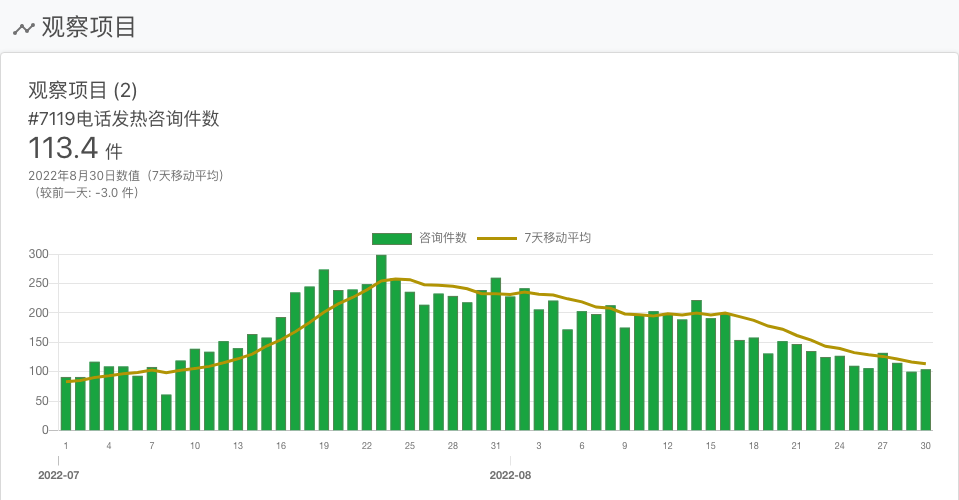 观察项目
观察项目 (2)
#7119电话发热咨询件数
113.4 件
2022年8月30日数值（7天移动平均）
（较前一天: -3.0 件）
咨询件数 7天移动平均
300
250
200
150
100
50
0
1 4 7 10 13 16 19 22 25 28 31 3 6 9 12 15 18 21 24 27 30
2022-07 2022-08